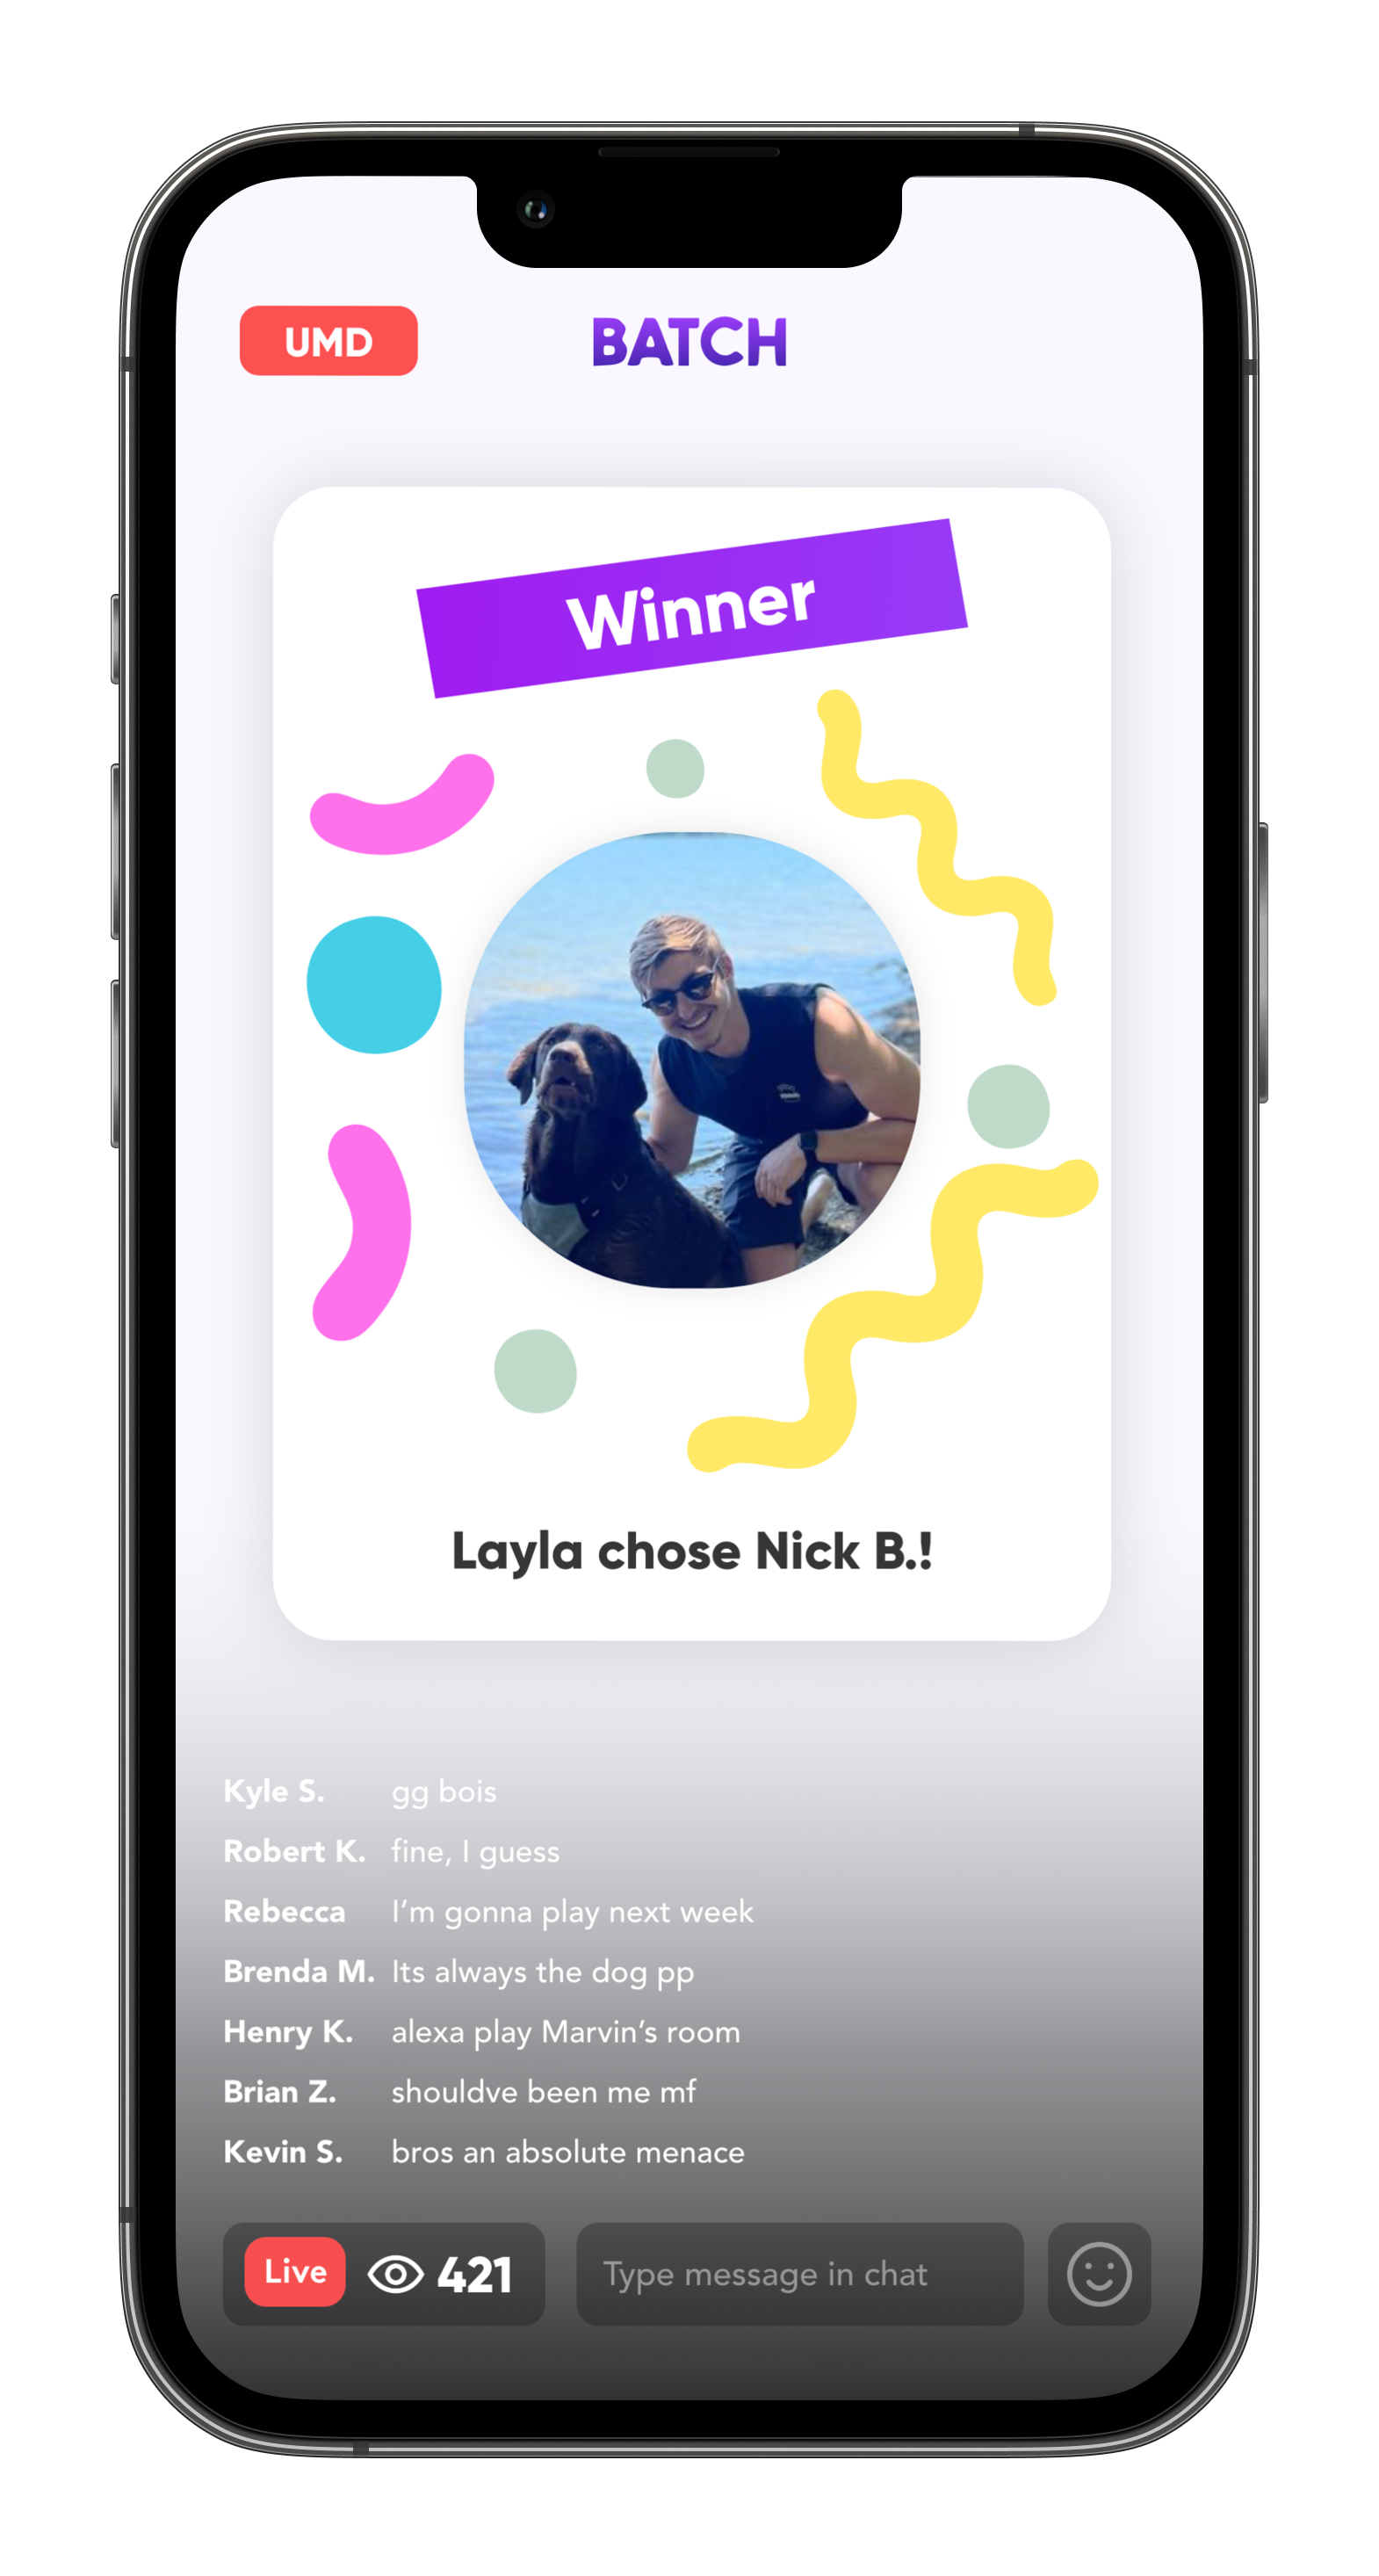 UMD
BATCH
Winner
Layla chose Nick B.!
Kyle S. gg bois
Robert K. fine, I guess
Rebecca I’m gonna play next week
Brenda M. Its always the dog pp
Henry K. alexa play Marvin’s room
Brian Z. shouldve been me mf
Kevin S. bros an absolute menace
Live 421 Type message in chat